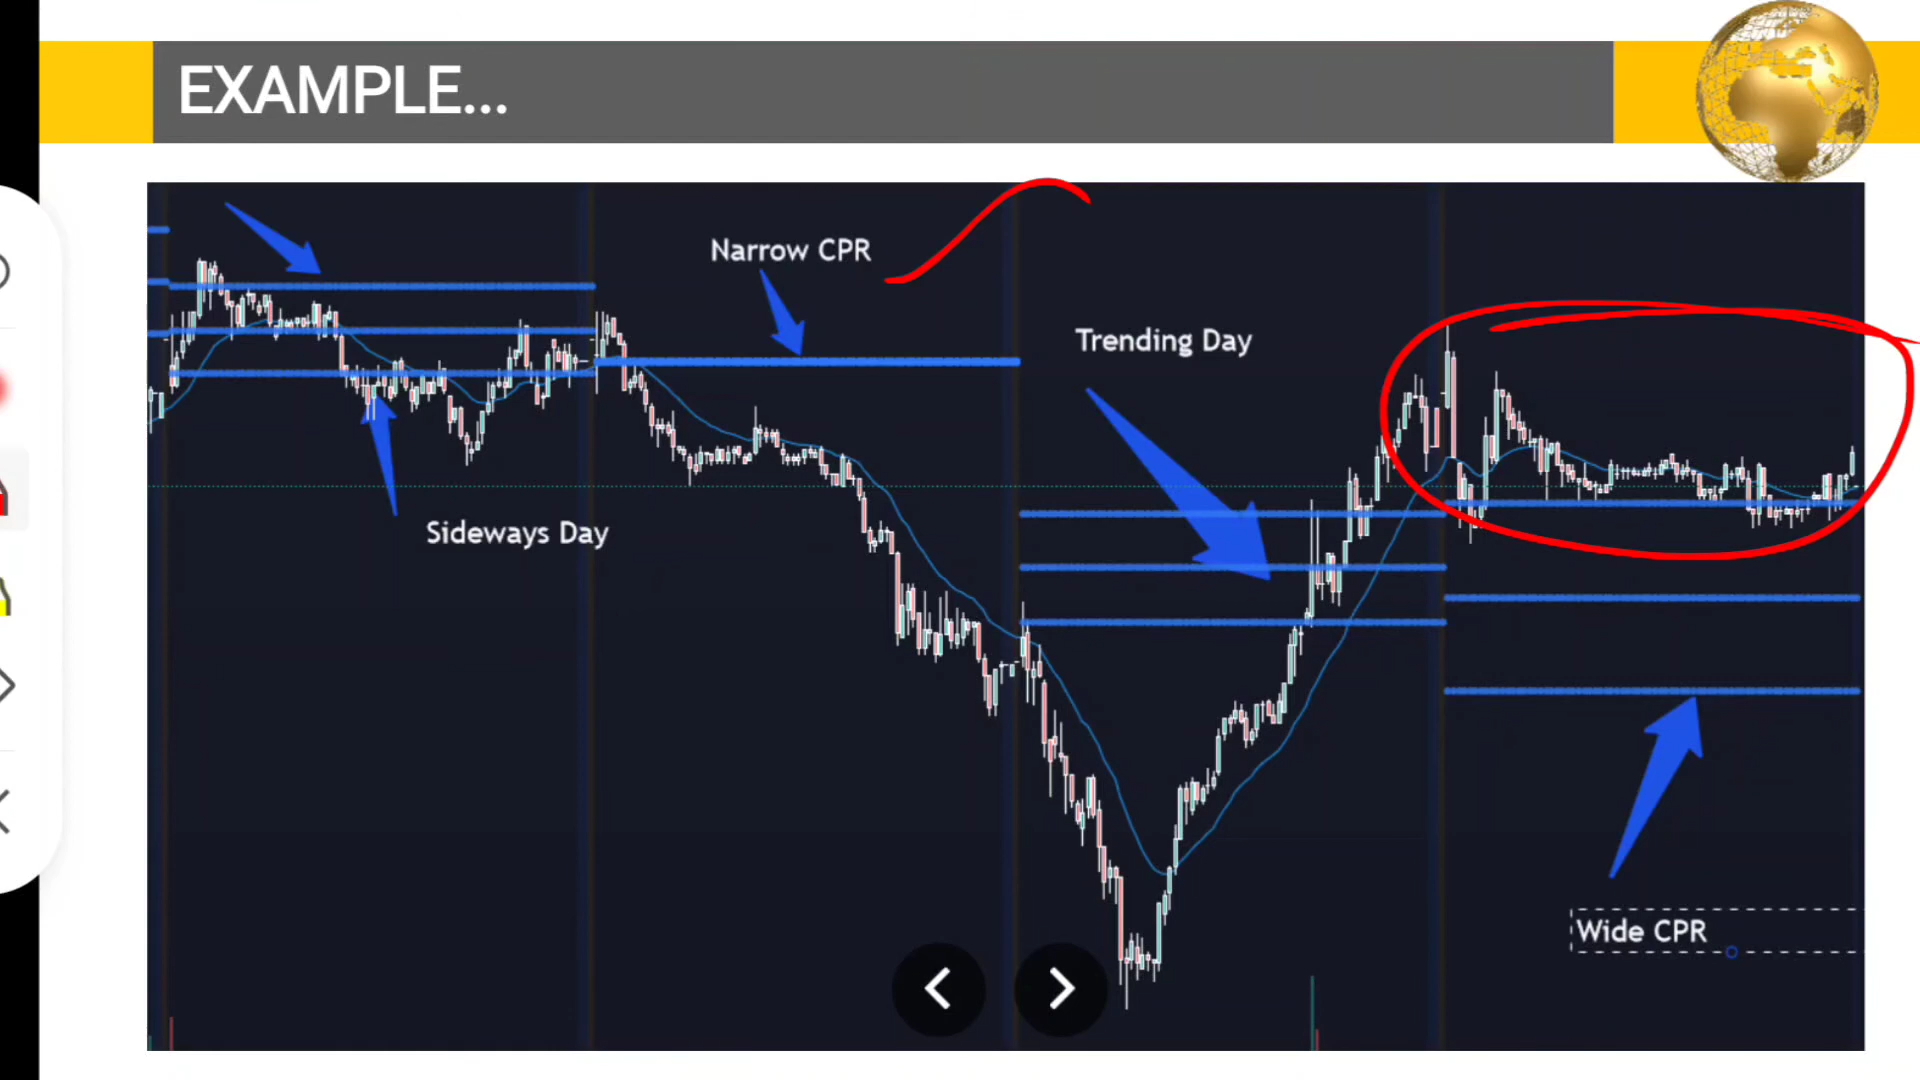 EXAMPLE...
Narrow CPR
Trending Day
Sideways Day
Wide CPR